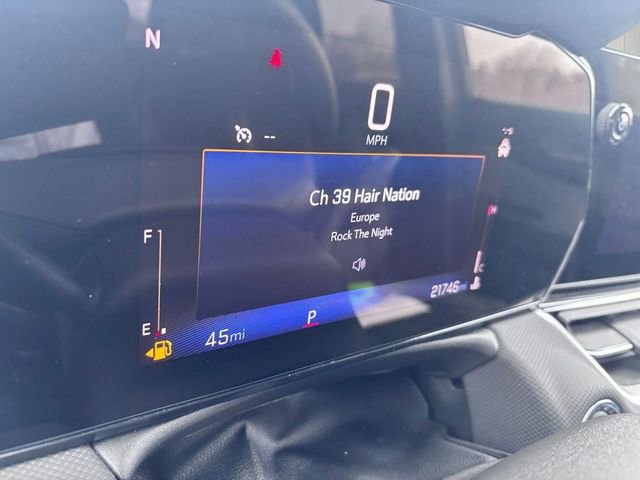 N
0
MPH
--
Ch 39 Hair Nation
Europe
Rock The Night
F
H
E
C
45mi
P
21746mi